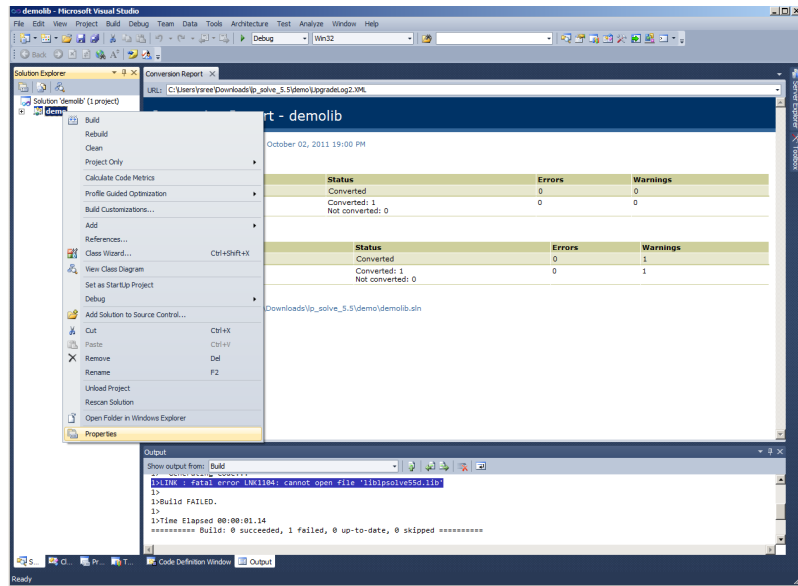 demolib - Microsoft Visual Studio
File Edit View Project Build Debug Team Data Tools Architecture Test Analyze Window Help
Debug Win32
Back
Solution Explorer
Conversion Report
URL: C:\Users\rsree\Downloads\lp_solve_5.5\demo\UpgradeLog2.XML
Solution 'demolib' (1 project)
demo
rt - demolib
October 02, 2011 19:00 PM
Status Errors Warnings
Converted 0 0
Converted: 1 0 0
Not converted: 0
Status Errors Warnings
Converted 0 1
Converted: 1 0 1
Not converted: 0
\Downloads\lp_solve_5.5\demo\demolib.sln
Build
Rebuild
Clean
Project Only
Calculate Code Metrics
Profile Guided Optimization
Build Customizations...
Add
References...
Class Wizard... Ctrl+Shift+X
View Class Diagram
Set as StartUp Project
Debug
Add Solution to Source Control...
Cut Ctrl+X
Paste Ctrl+V
Remove Del
Rename F2
Unload Project
Rescan Solution
Open Folder in Windows Explorer
Properties
Server Explorer
Toolbox
Output
Show output from: Build
1>LINK : fatal error LNK1104: cannot open file 'liblpsolve55d.lib'
1>
1>Build FAILED.
1>
1>Time Elapsed 00:00:01.14
========== Build: 0 succeeded, 1 failed, 0 up-to-date, 0 skipped ==========
S... Cl... Pr... T... Code Definition Window Output
Ready